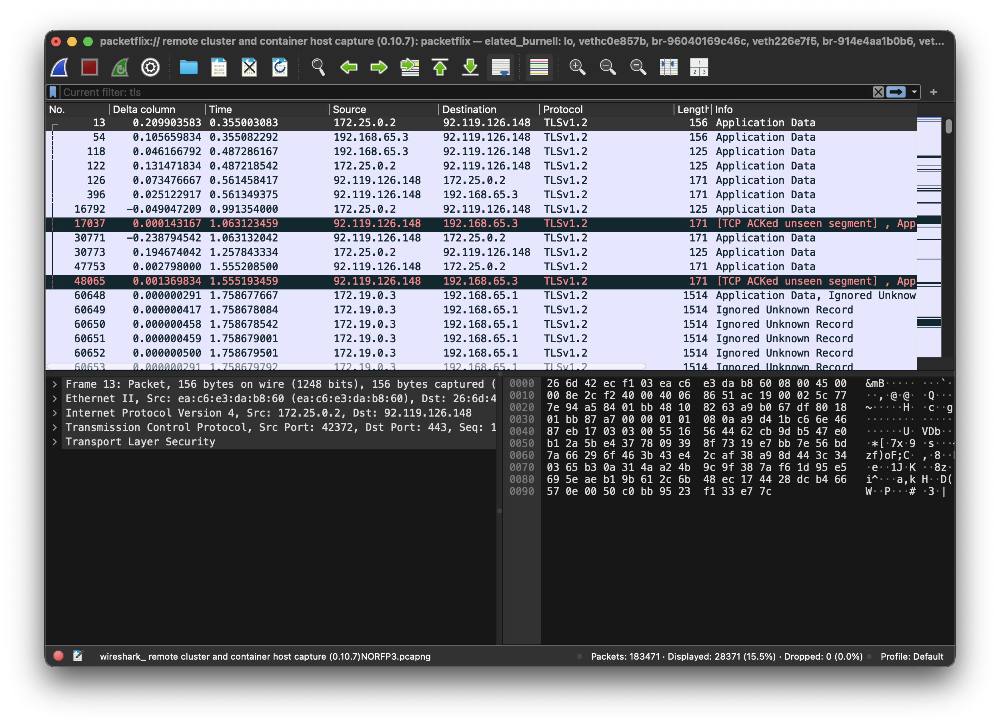 packetflix:// remote cluster and container host capture (0.10.7): packetflix — elated_burnell: lo, vethc0e857b, br-96040169c46c, veth226e7f5, br-914e4aa1b0b6, vet...
Current filter: tls
No. Delta column Time Source Destination Protocol Length Info
13 0.209903583 0.355003083 172.25.0.2 92.119.126.148 TLSv1.2 156 Application Data
54 0.105659834 0.355082292 192.168.65.3 92.119.126.148 TLSv1.2 156 Application Data
118 0.046166792 0.487286167 192.168.65.3 92.119.126.148 TLSv1.2 125 Application Data
122 0.131471834 0.487218542 172.25.0.2 92.119.126.148 TLSv1.2 125 Application Data
126 0.073476667 0.561458417 92.119.126.148 172.25.0.2 TLSv1.2 171 Application Data
396 0.025122917 0.561349375 92.119.126.148 192.168.65.3 TLSv1.2 171 Application Data
16792 −0.049047209 0.991354000 172.25.0.2 92.119.126.148 TLSv1.2 125 Application Data
17037 0.000143167 1.063123459 92.119.126.148 192.168.65.3 TLSv1.2 171 [TCP ACKed unseen segment] , App
30771 −0.238794542 1.063132042 92.119.126.148 172.25.0.2 TLSv1.2 171 Application Data
30773 0.194674042 1.257843334 172.25.0.2 92.119.126.148 TLSv1.2 125 Application Data
47753 0.002798000 1.555208500 92.119.126.148 172.25.0.2 TLSv1.2 171 Application Data
48065 0.001369834 1.555193459 92.119.126.148 192.168.65.3 TLSv1.2 171 [TCP ACKed unseen segment] , App
60648 0.000000291 1.758677667 172.19.0.3 192.168.65.1 TLSv1.2 1514 Application Data, Ignored Unknow
60649 0.000000417 1.758678084 172.19.0.3 192.168.65.1 TLSv1.2 1514 Ignored Unknown Record
60650 0.000000458 1.758678542 172.19.0.3 192.168.65.1 TLSv1.2 1514 Ignored Unknown Record
60651 0.000000459 1.758679001 172.19.0.3 192.168.65.1 TLSv1.2 1514 Ignored Unknown Record
60652 0.000000500 1.758679501 172.19.0.3 192.168.65.1 TLSv1.2 1514 Ignored Unknown Record
60653 0.000000291 1.758679792 172.19.0.3 192.168.65.1 TLSv1.2 1514 Ignored Unknown Record
Frame 13: Packet, 156 bytes on wire (1248 bits), 156 bytes captured (
Ethernet II, Src: ea:c6:e3:da:b8:60 (ea:c6:e3:da:b8:60), Dst: 26:6d:4
Internet Protocol Version 4, Src: 172.25.0.2, Dst: 92.119.126.148
Transmission Control Protocol, Src Port: 42372, Dst Port: 443, Seq: 1
Transport Layer Security
0000 26 6d 42 ec f1 03 ea c6 e3 da b8 60 08 00 45 00 &mB····· ···`·
0010 00 8e 2c f2 40 00 40 06 86 51 ac 19 00 02 5c 77 ··,·@·@· ·Q···
0020 7e 94 a5 84 01 bb 48 10 82 63 a9 b0 67 df 80 18 ~·····H· ·c··g
0030 01 bb 87 a7 00 00 01 01 08 0a a9 d4 1b c6 6e 46 ········ ······
0040 87 eb 17 03 03 00 55 16 56 44 62 cb 9d b5 47 e0 ······U· VDb···
0050 b1 2a 5b e4 37 78 09 39 8f 73 19 e7 bb 7e 56 bd ·*[·7x·9 ·s···~
0060 7a 66 29 6f 46 3b 43 e4 2c af 38 a9 8d 44 3c 34 zf)oF;C· ,·8··
0070 03 65 b3 0a 31 4a a2 4b 9c 9f 38 7a f6 1d 95 e5 ·e··1J·K ··8z·
0080 69 5e ae b1 9b 61 2c 6b 48 ec 17 44 28 dc b4 66 i^···a,k H··D(
0090 57 0e 00 50 c0 bb 95 23 f1 33 e7 7c W··P···# ·3·|
wireshark_ remote cluster and container host capture (0.10.7)NORFP3.pcapng
Packets: 183471 · Displayed: 28371 (15.5%) · Dropped: 0 (0.0%)
Profile: Default